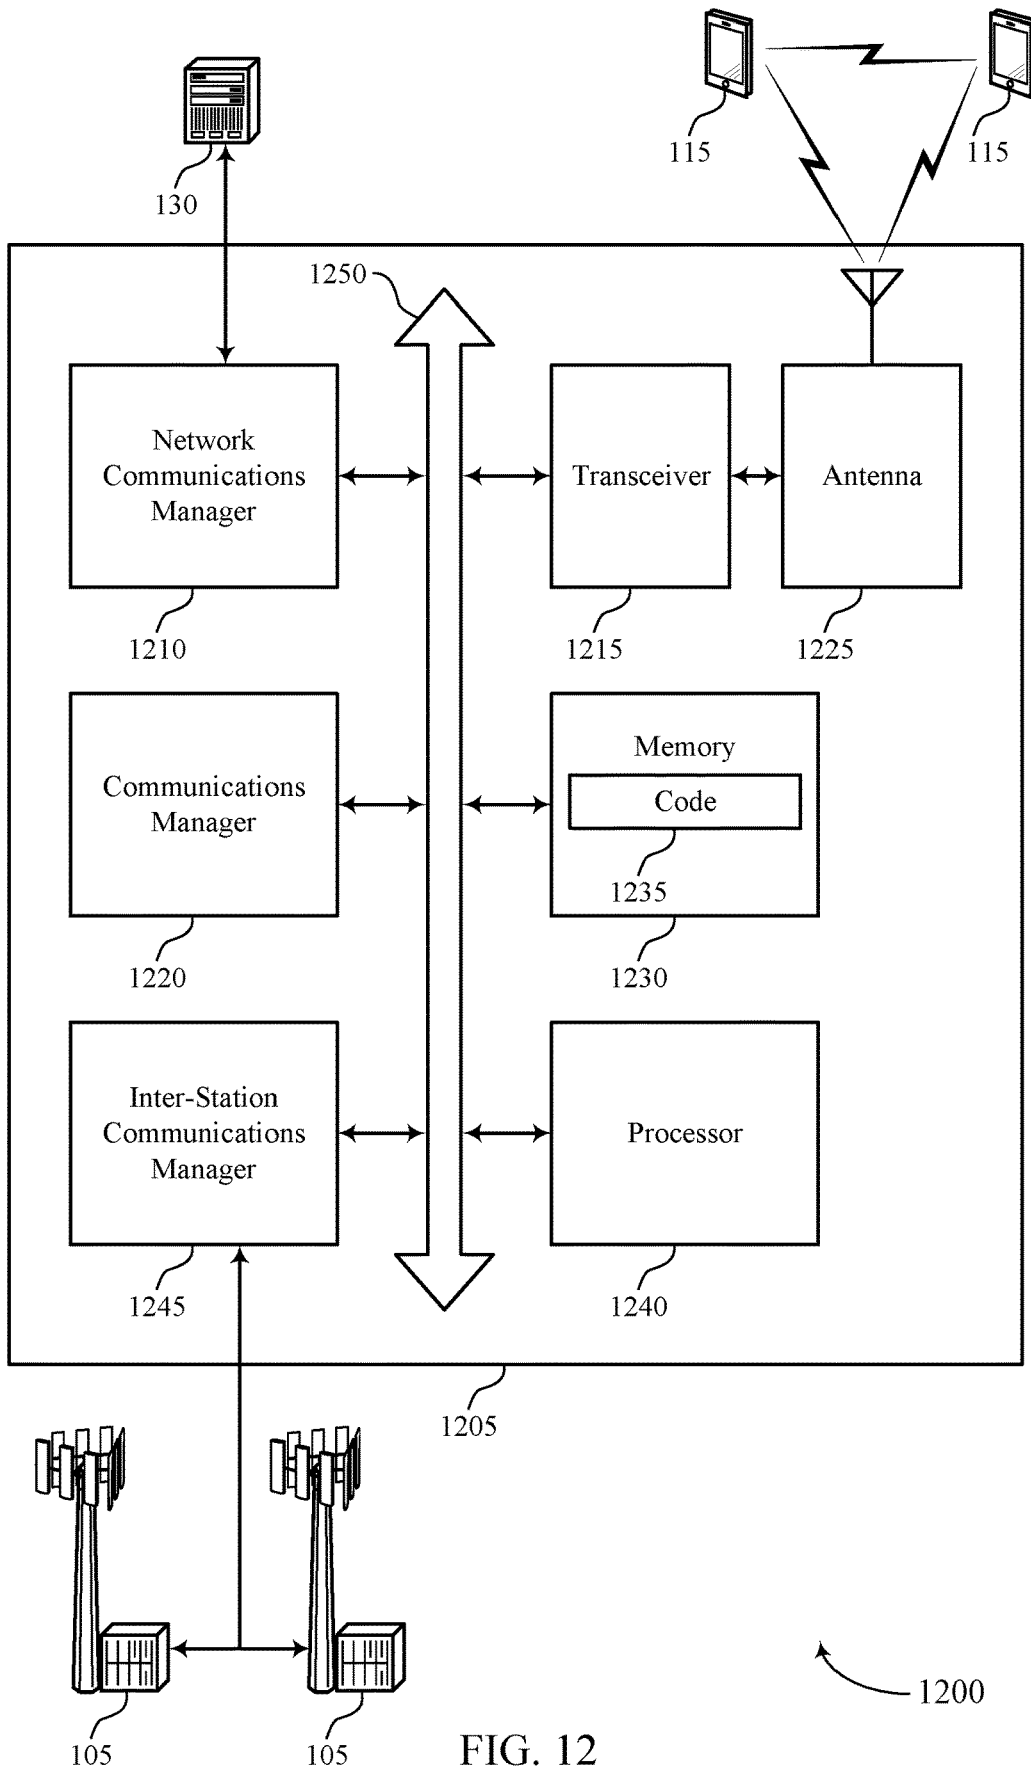 115
115
130
1250
Network
Communications
Manager
Transceiver
Antenna
1210
1215
1225
Communications
Manager
Memory
Code
1235
1220
1230
Inter-Station
Communications
Manager
Processor
1245
1240
1205
1200
105
105
FIG. 12